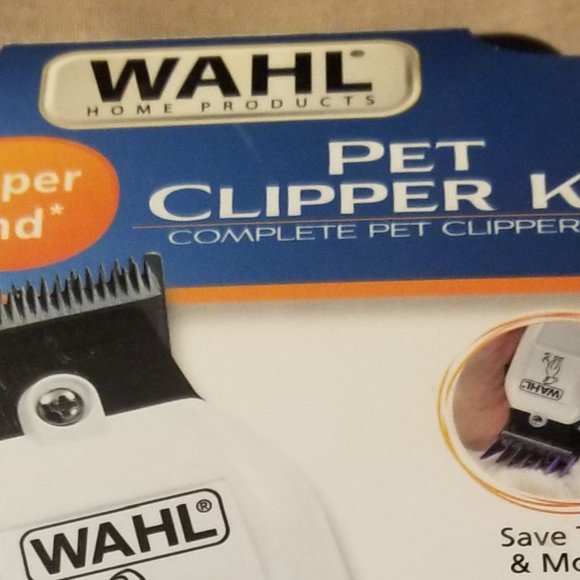 WAHL®
HOME PRODUCTS
PET
CLIPPER K
COMPLETE PET CLIPPER
per
nd*
WAHL
WAHL®
Save
& Mo